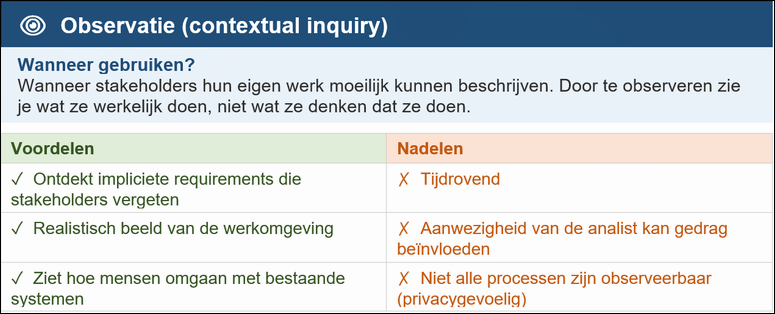 Observatie (contextual inquiry)
Wanneer gebruiken?
Wanneer stakeholders hun eigen werk moeilijk kunnen beschrijven. Door te observeren zie
je wat ze werkelijk doen, niet wat ze denken dat ze doen.
Voordelen
Nadelen
✓ Ontdekt impliciete requirements die
stakeholders vergeten
✗ Tijdrovend
✓ Realistisch beeld van de werkomgeving
✗ Aanwezigheid van de analist kan gedrag
beïnvloeden
✓ Ziet hoe mensen omgaan met bestaande
systemen
✗ Niet alle processen zijn observeerbaar
(privacygevoelig)